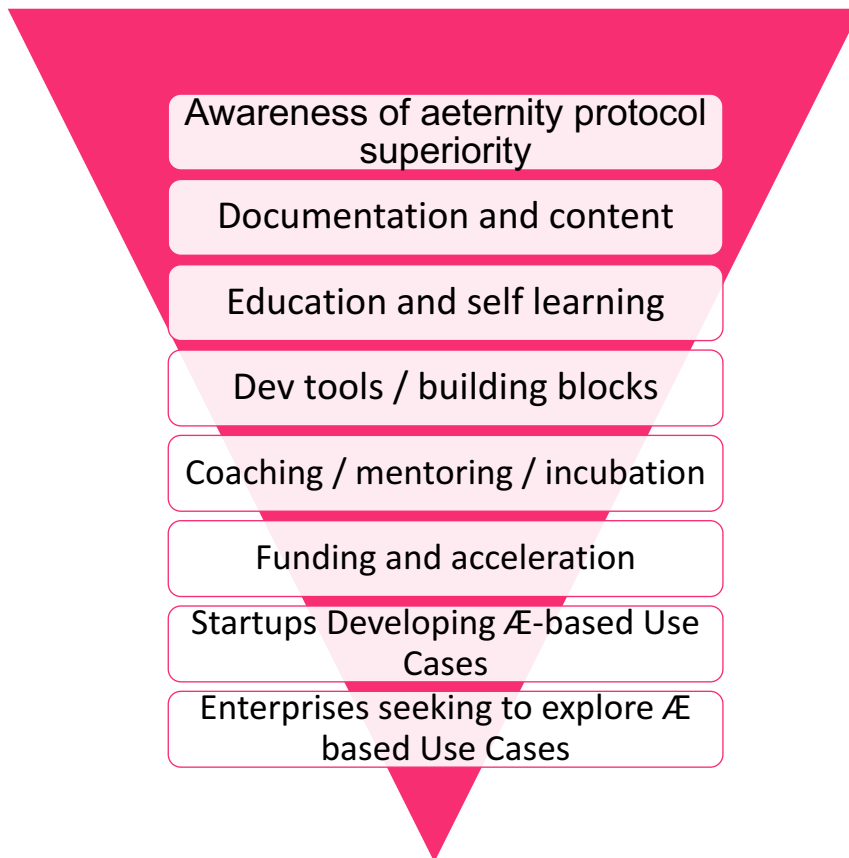 Awareness of aeternity protocol
superiority
Documentation and content
Education and self learning
Dev tools / building blocks
Coaching / mentoring / incubation
Funding and acceleration
Startups Developing Æ-based Use
Cases
Enterprises seeking to explore Æ
based Use Cases